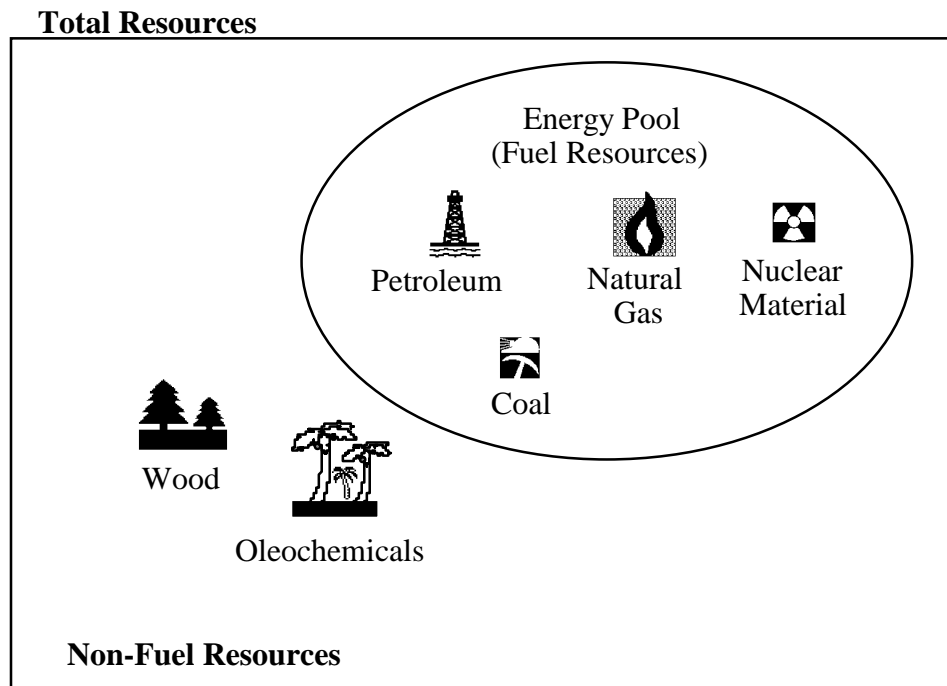 Total Resources
Energy Pool
(Fuel Resources)
Petroleum
Natural
Gas
Nuclear
Material
Coal
Wood
Oleochemicals
Non-Fuel Resources